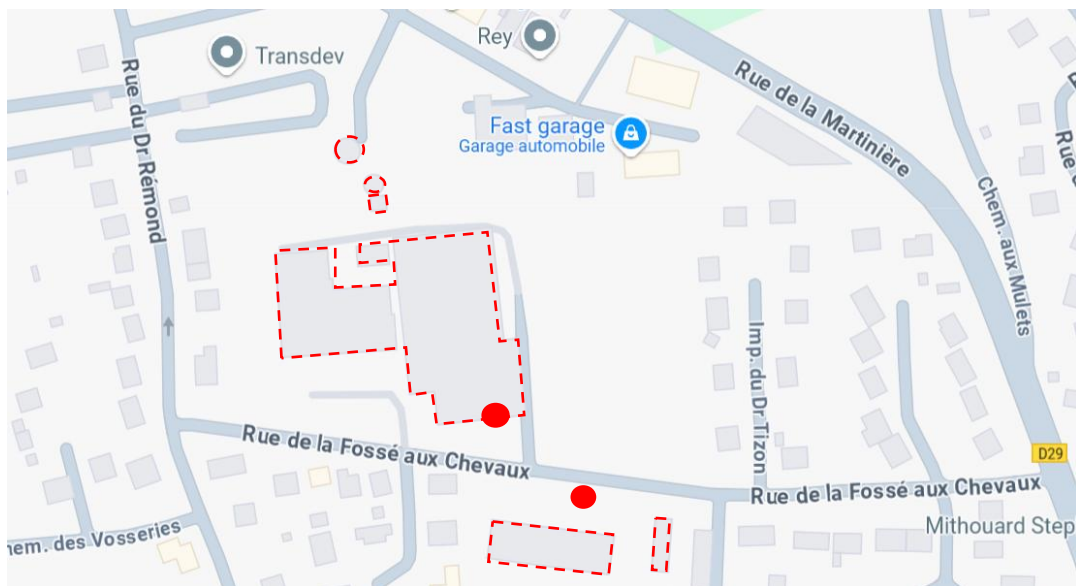 Rey
Transdev
Rue du Dr Rémond
Rue de la Martinière
Fast garage
Garage automobile
Chem. aux Mulets
Imp. du Dr Tizon
Rue de la Fossé aux Chevaux
D29
Rue de la Fossé aux Chevaux
Mithouard Step
hem. des Vosseries